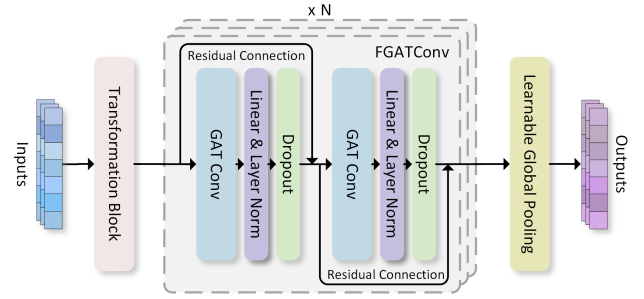 x N
Residual Connection
FGATConv
Inputs
Transformation Block
GAT Conv
Linear & Layer Norm
Dropout
GAT Conv
Linear & Layer Norm
Dropout
Learnable Global Pooling
Outputs
Residual Connection